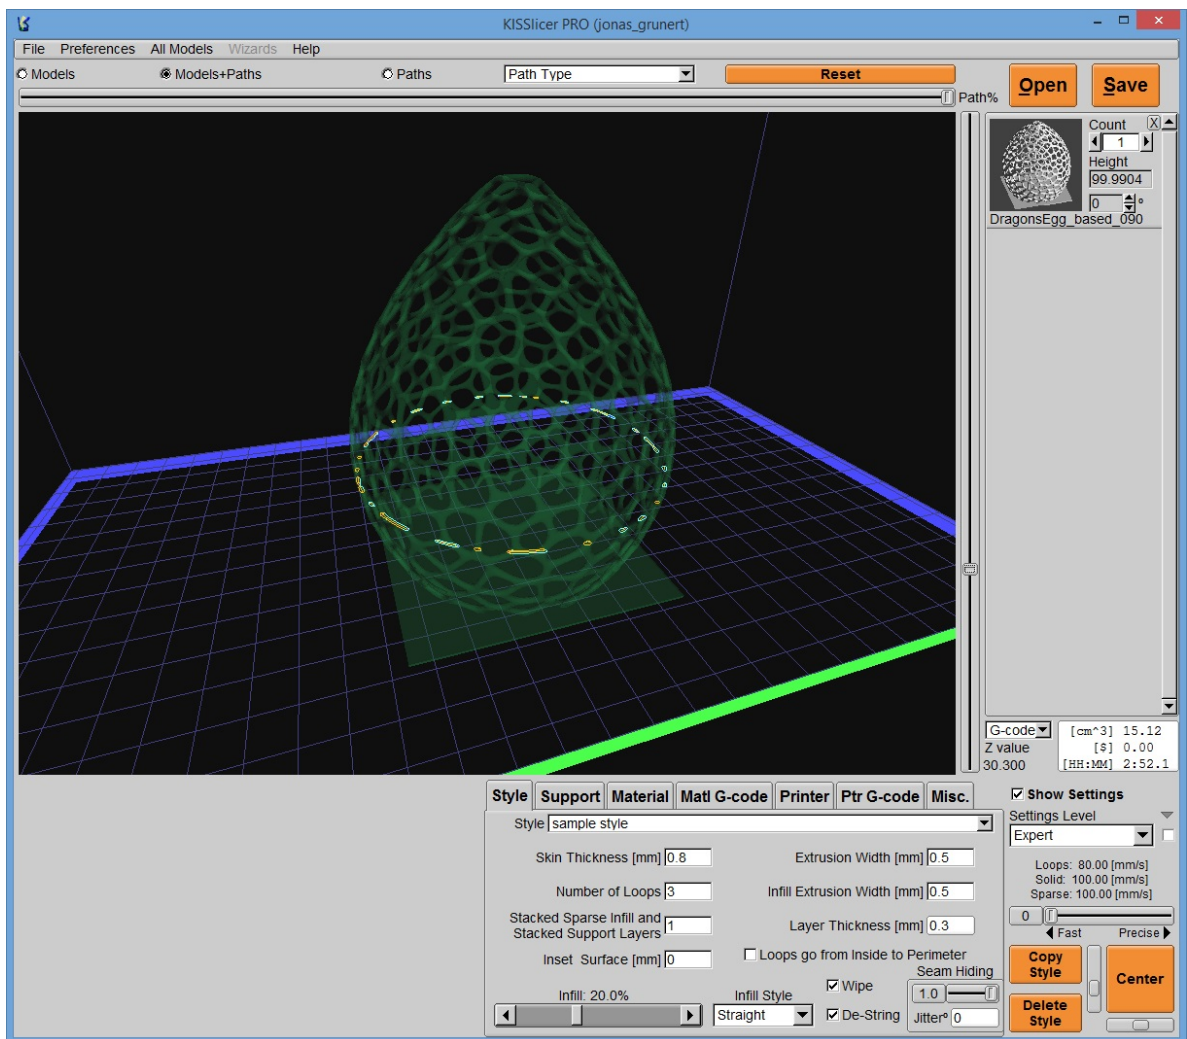 KISSlicer PRO (jonas_grunert)
File Preferences All Models Wizards Help
Models Models+Paths Paths Path Type Reset
Path%
Open Save
Count X
1
Height
99.9904
0 °
DragonsEgg_based_090
G-code
Z value
30.300
[cm^3] 15.12
[$] 0.00
[HH:MM] 2:52.1
Style Support Material Matl G-code Printer Ptr G-code Misc.
Style sample style
Skin Thickness [mm] 0.8 Extrusion Width [mm] 0.5
Number of Loops 3 Infill Extrusion Width [mm] 0.5
Stacked Sparse Infill and
Stacked Support Layers 1 Layer Thickness [mm] 0.3
Inset Surface [mm] 0 Loops go from Inside to Perimeter
Infill: 20.0% Infill Style
Straight
Wipe
De-String
Seam Hiding
1.0
Jitter° 0
Show Settings
Settings Level
Expert
Loops: 80.00 [mm/s]
Solid: 100.00 [mm/s]
Sparse: 100.00 [mm/s]
0
Fast Precise
Copy
Style
Delete
Style
Center